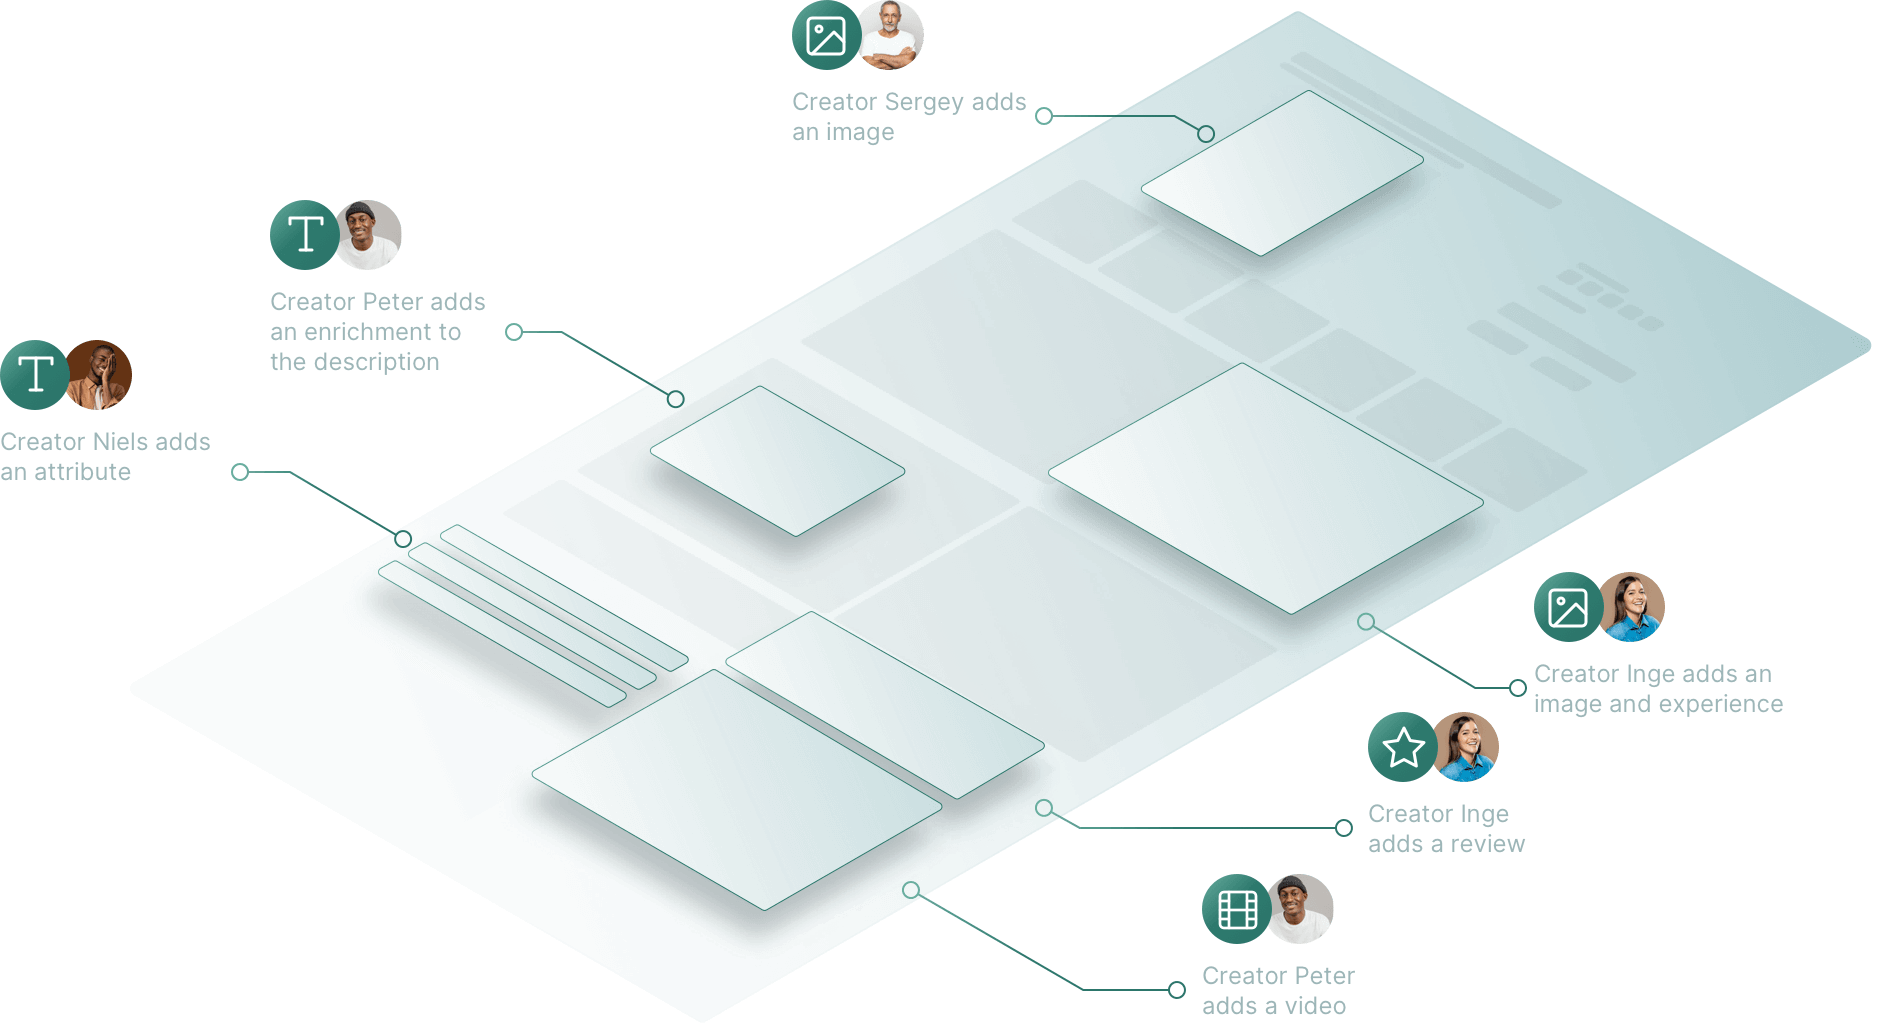 Creator Sergey adds
an image
Creator Peter adds
an enrichment to
the description
Creator Niels adds
an attribute
Creator Inge adds an
image and experience
Creator Inge
adds a review
Creator Peter
adds a video